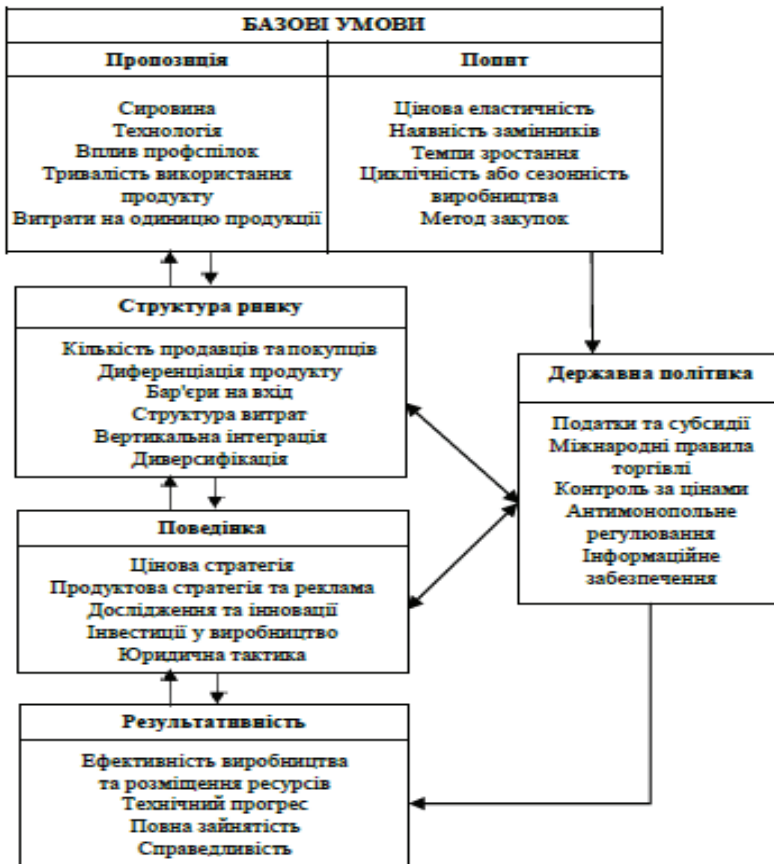 БАЗОВІ УМОВИ
Пропозиція
Сировина
Технологія
Вплив профспілок
Тривалість використання
продукту
Витрати на одиницю продукції
Попит
Цінова еластичність
Наявність замінників
Темпи зростання
Циклічність або сезонність
виробництва
Метод закупок
Структура ринку
Кількість продавців та покупців
Диференціація продукту
Бар'єри на вхід
Структура витрат
Вертикальна інтеграція
Диверсифікація
Державна політика
Податки та субсидії
Міжнародні правила
торгівлі
Контроль за цінами
Антимонопольне
регулювання
Інформаційне
забезпечення
Поведінка
Цінова стратегія
Продуктова стратегія та реклама
Дослідження та інновації
Інвестиції у виробництво
Юридична тактика
Результативність
Ефективність виробництва
та розміщення ресурсів
Технічний прогрес
Повна зайнятість
Справедливість